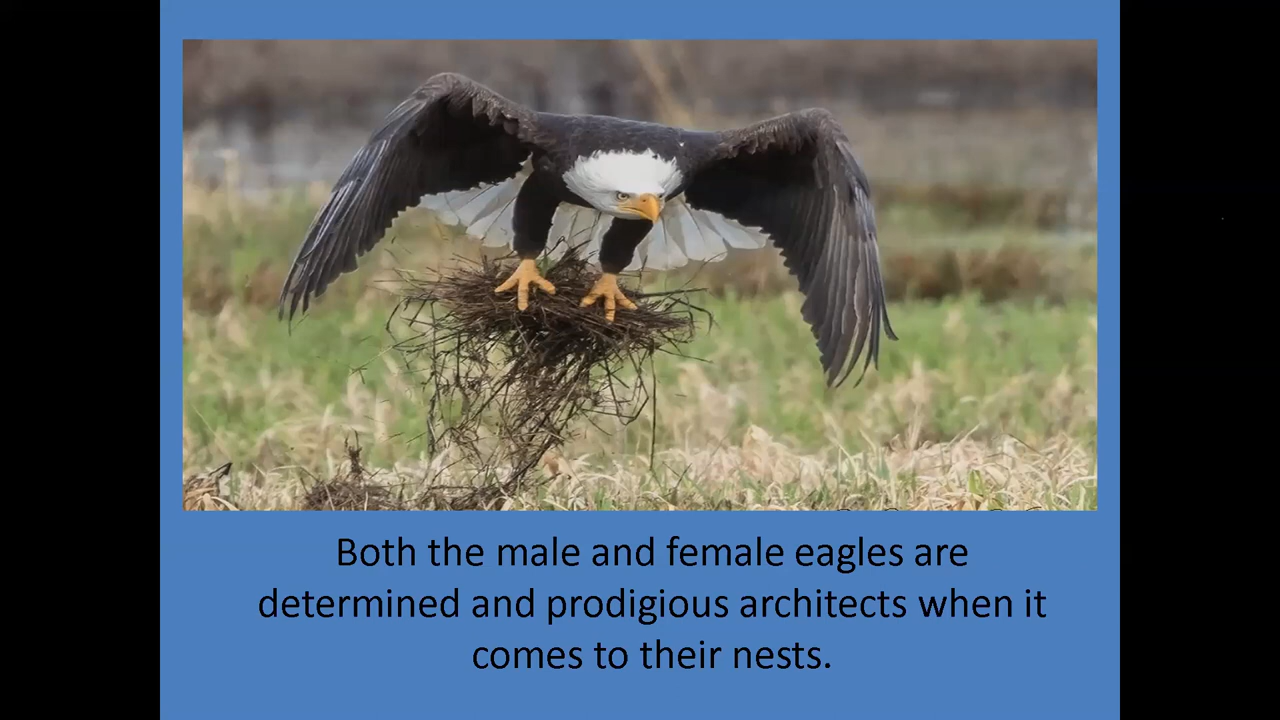 Both the male and female eagles are
determined and prodigious architects when it
comes to their nests.